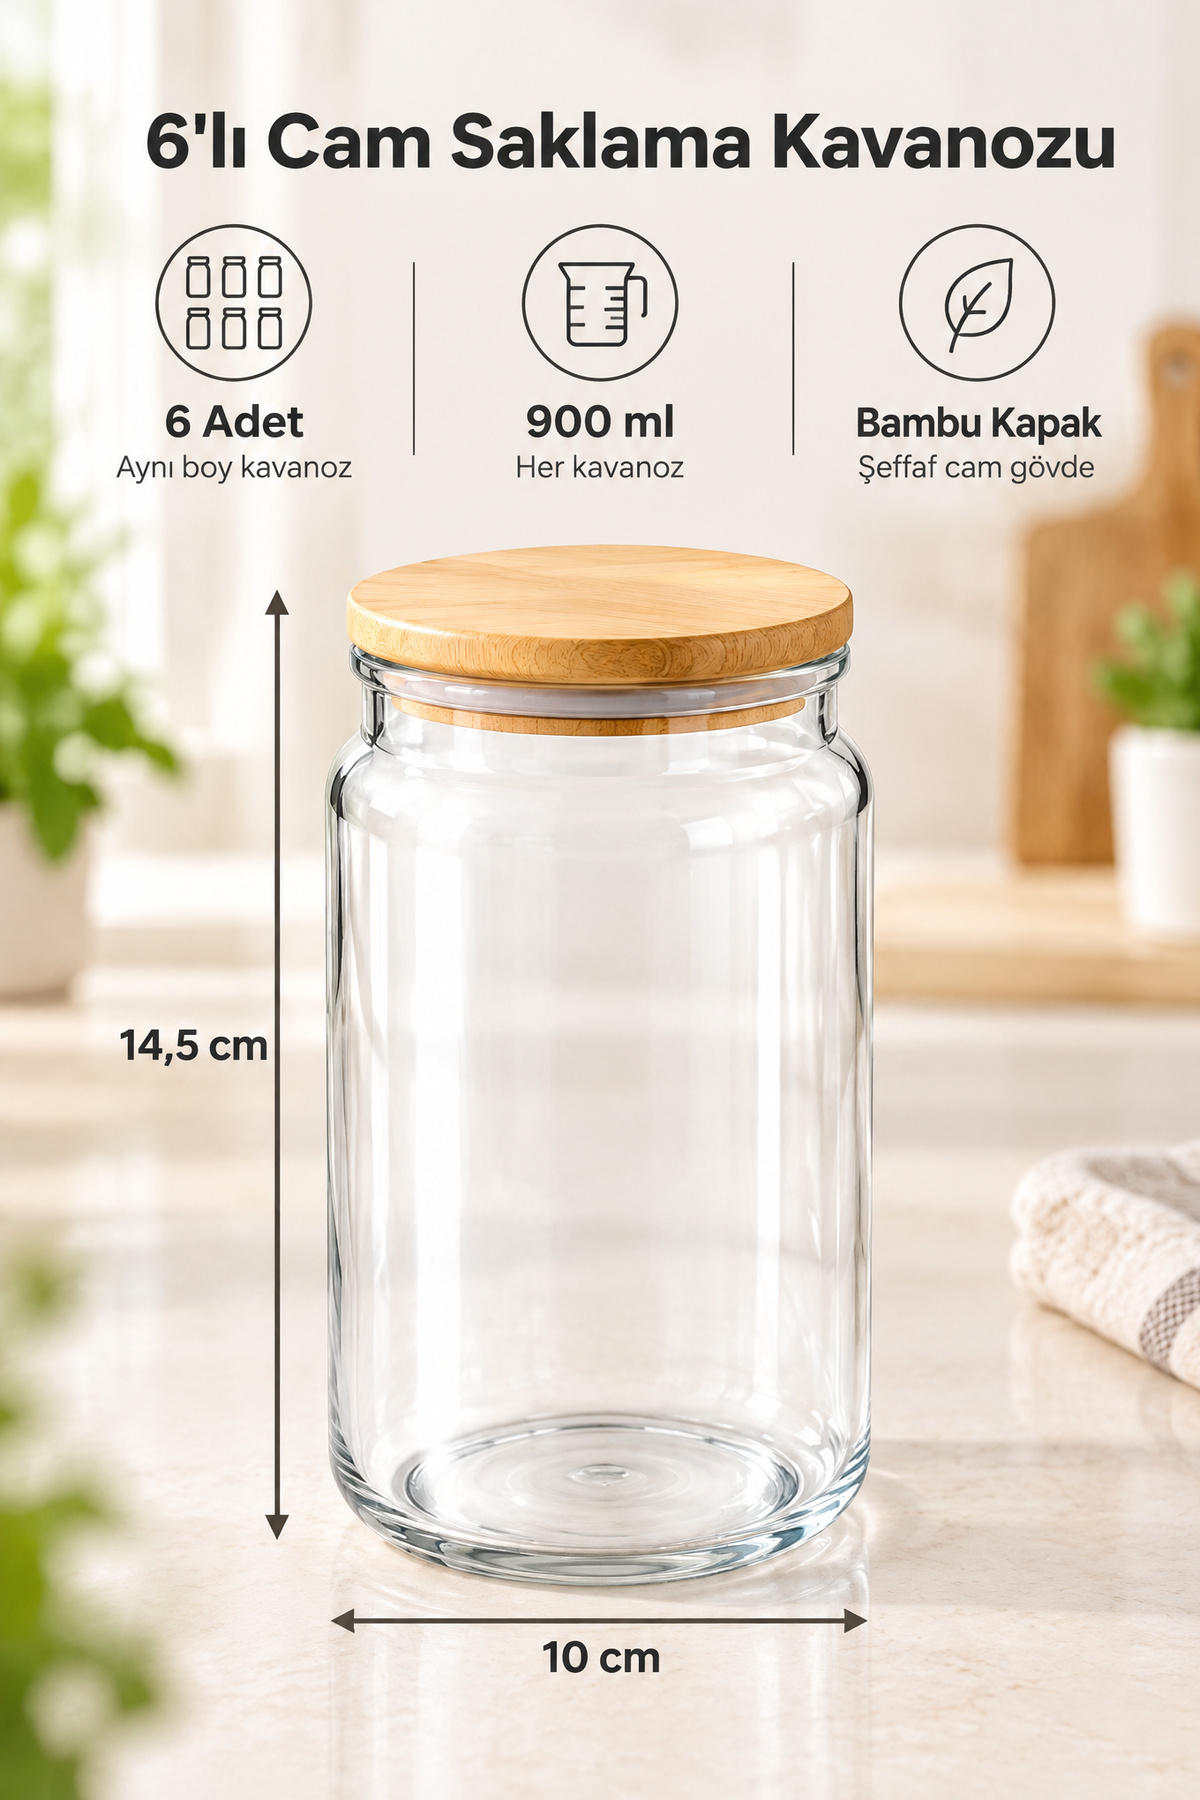 6'lı Cam Saklama Kavanozu
6 Adet
Aynı boy kavanoz
900 ml
Her kavanoz
Bambu Kapak
Şeffaf cam gövde
14,5 cm
10 cm